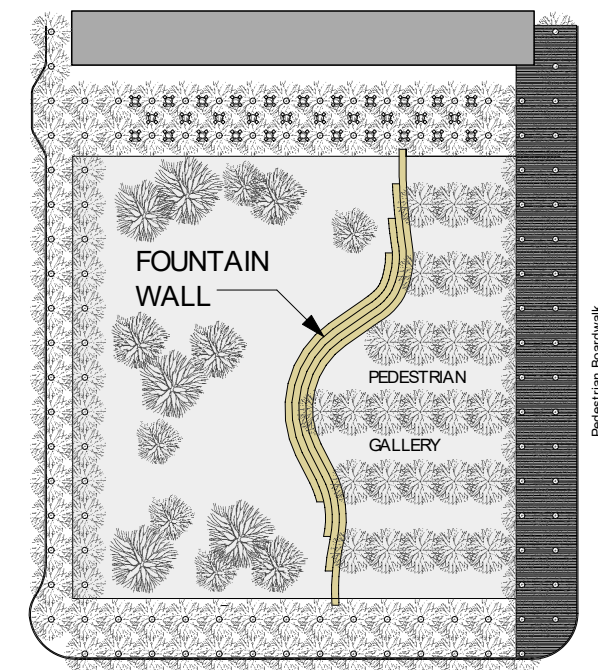 FOUNTAIN
WALL
PEDESTRIAN
GALLERY
Pedestrian Boardwalk